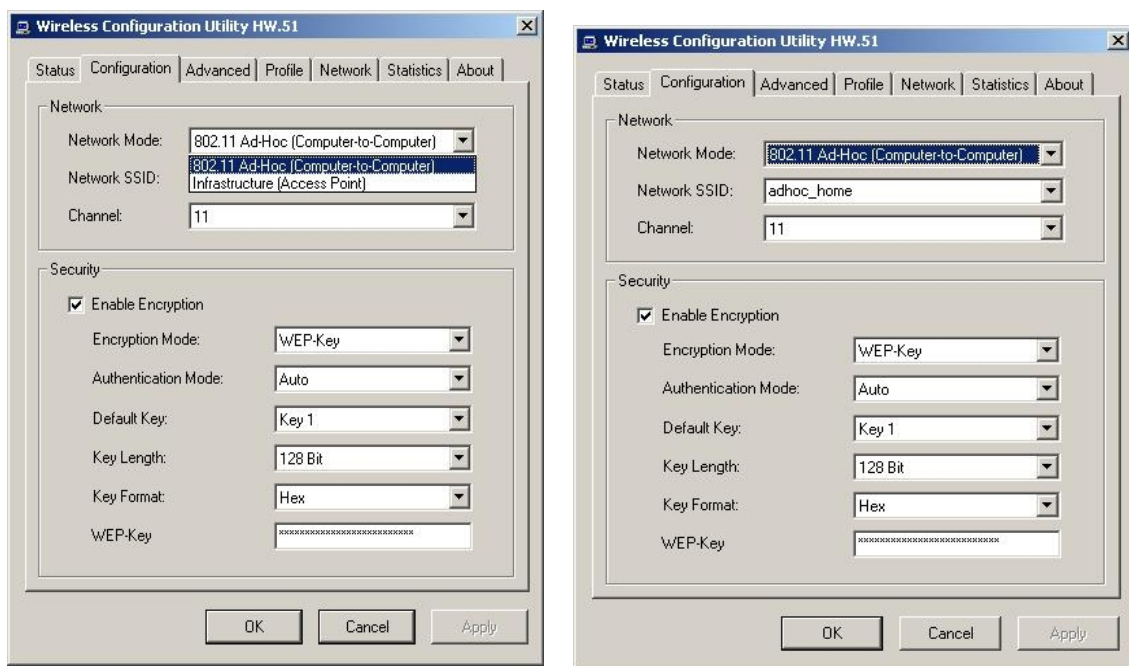 Wireless Configuration Utility HW.51
Status Configuration Advanced Profile Network Statistics About
Network
Network Mode: 802.11 Ad-Hoc (Computer-to-Computer)
802.11 Ad-Hoc (Computer-to-Computer)
Network SSID: Infrastructure (Access Point)
Channel: 11
Security
Enable Encryption
Encryption Mode: WEP-Key
Authentication Mode: Auto
Default Key: Key 1
Key Length: 128 Bit
Key Format: Hex
WEP-Key **************************
OK Cancel Apply
Wireless Configuration Utility HW.51
Status Configuration Advanced Profile Network Statistics About
Network
Network Mode: 802.11 Ad-Hoc (Computer-to-Computer)
Network SSID: adhoc_home
Channel: 11
Security
Enable Encryption
Encryption Mode: WEP-Key
Authentication Mode: Auto
Default Key: Key 1
Key Length: 128 Bit
Key Format: Hex
WEP-Key **************************
OK Cancel Apply